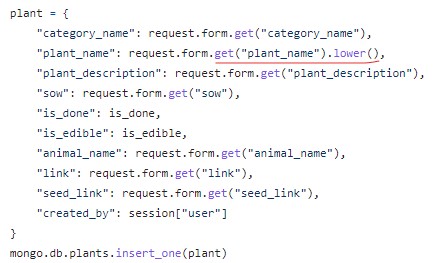 plant = {
    "category_name": request.form.get("category_name"),
    "plant_name": request.form.get("plant_name").lower(),
    "plant_description": request.form.get("plant_description"),
    "sow": request.form.get("sow"),
    "is_done": is_done,
    "is_edible": is_edible,
    "animal_name": request.form.get("animal_name"),
    "link": request.form.get("link"),
    "seed_link": request.form.get("seed_link"),
    "created_by": session["user"]
}
mongo.db.plants.insert_one(plant)